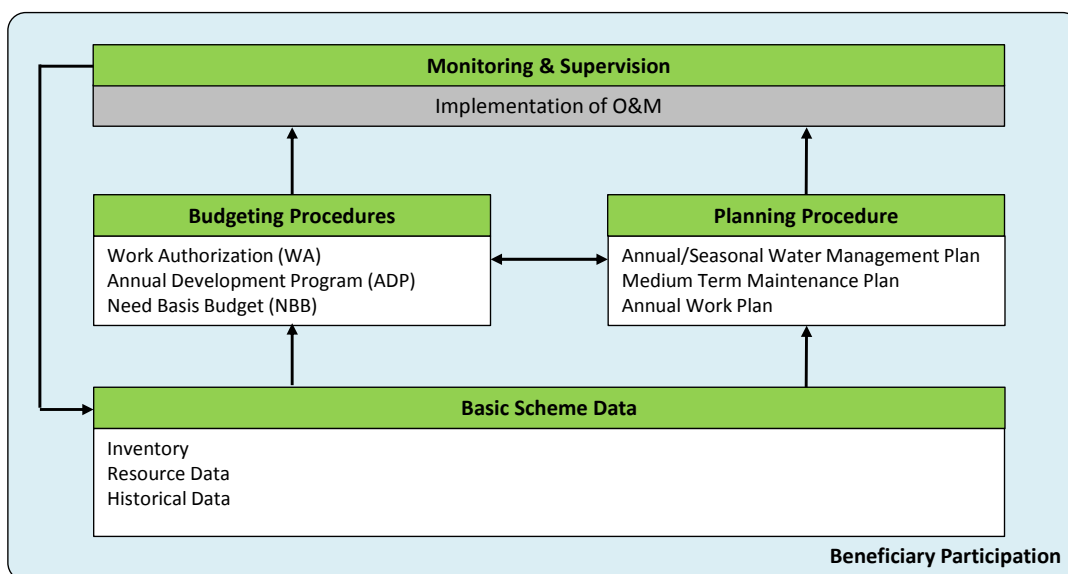 Monitoring & Supervision
Implementation of O&M
Budgeting Procedures
Work Authorization (WA)
Annual Development Program (ADP)
Need Basis Budget (NBB)
Planning Procedure
Annual/Seasonal Water Management Plan
Medium Term Maintenance Plan
Annual Work Plan
Basic Scheme Data
Inventory
Resource Data
Historical Data
Beneficiary Participation